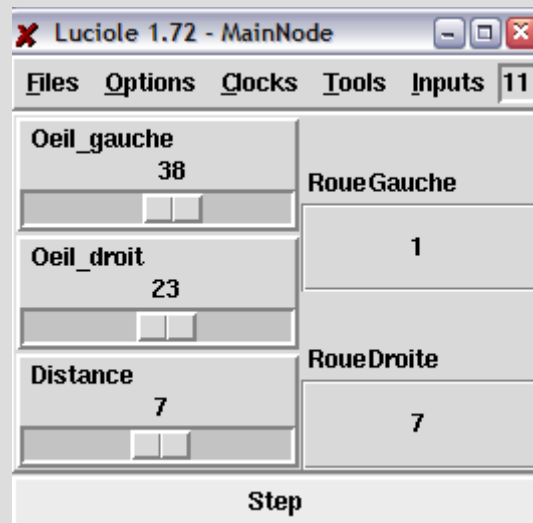 Luciole 1.72 - MainNode
Files Options Clocks Tools Inputs 11
Oeil_gauche
38
Oeil_droit
23
Distance
7
RoueGauche
1
RoueDroite
7
Step